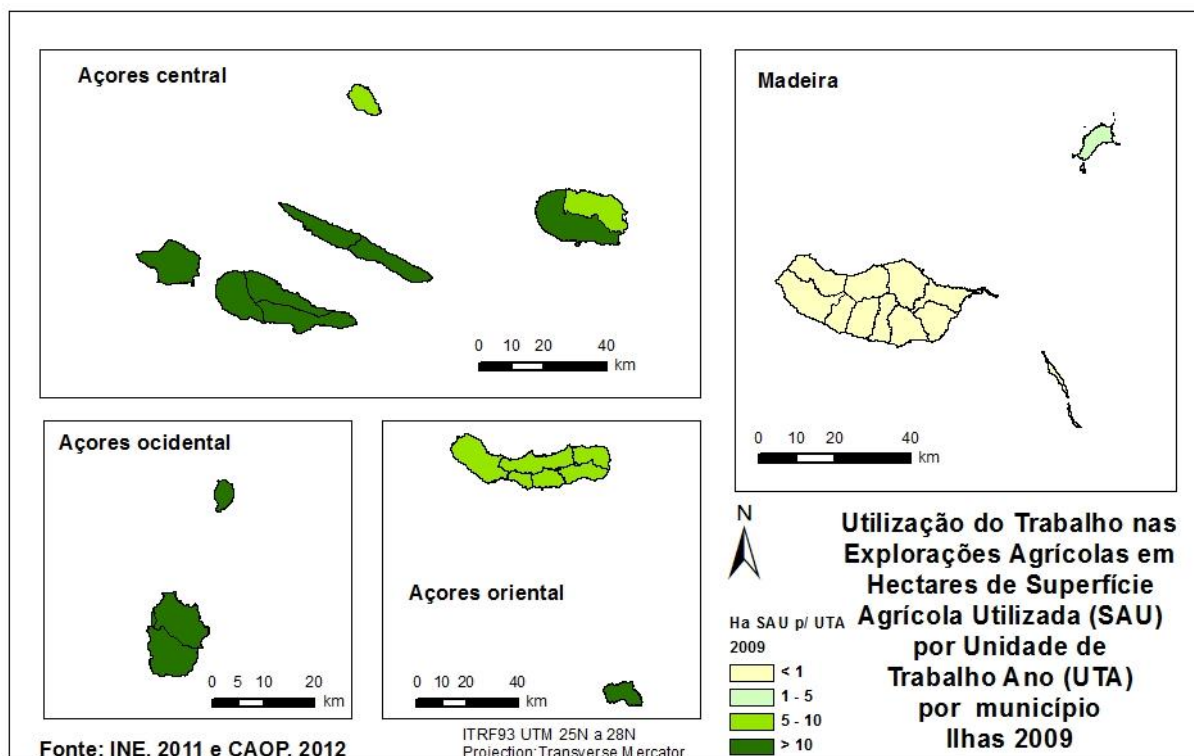 Açores central
0 10 20 40
km
Madeira
0 10 20 40
km
Açores ocidental
0 5 10 20
km
Açores oriental
0 10 20 40
km
N
Utilização do Trabalho nas
Explorações Agrícolas em
Hectares de Superfície
Agrícola Utilizada (SAU)
por Unidade de
Trabalho Ano (UTA)
por município
Ilhas 2009
Ha SAU p/ UTA
2009
< 1
1 - 5
5 - 10
> 10
Fonte: INE, 2011 e CAOP, 2012
ITRF93 UTM 25N a 28N
Projection: Transverse Mercator